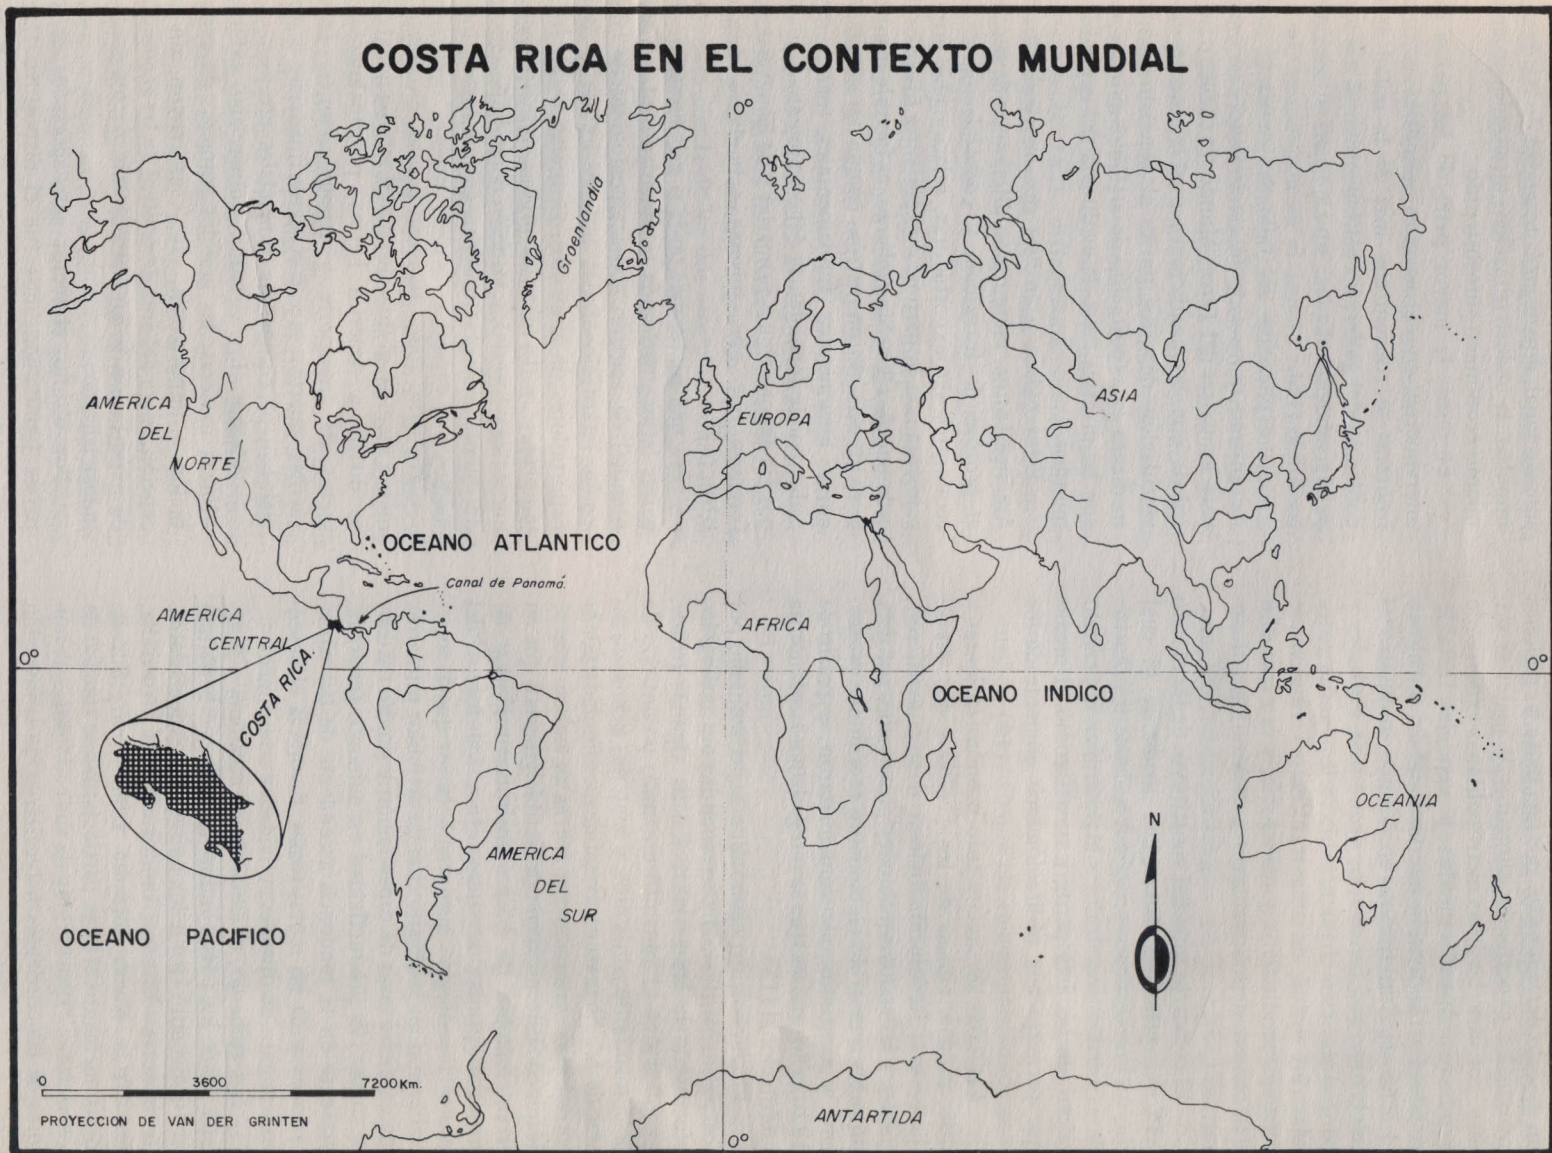 COSTA RICA EN EL CONTEXTO MUNDIAL
0°
Groenlandia
AMERICA
DEL
NORTE
EUROPA
ASIA
OCEANO ATLANTICO
Canal de Panamá.
AMERICA
CENTRAL
AFRICA
0°
0°
COSTA RICA.
OCEANO INDICO
OCEANIA
N
AMERICA
DEL
SUR
OCEANO PACIFICO
0 3600 7200 Km.
PROYECCION DE VAN DER GRINTEN
ANTARTIDA
0°